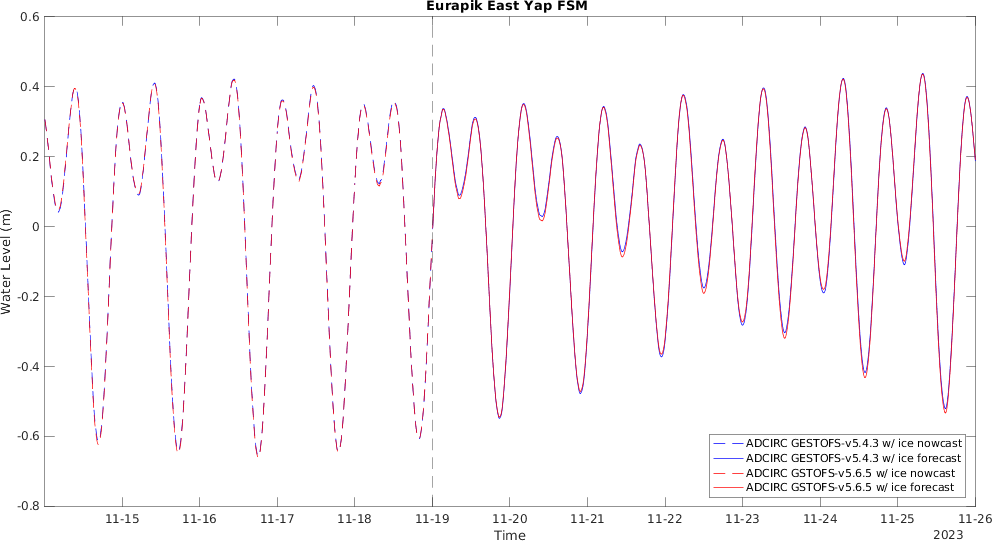 Eurapik East Yap FSM
0.6
0.4
0.2
0
-0.2
-0.4
-0.6
-0.8
Water Level (m)
ADCIRC GESTOFS-v5.4.3 w/ ice nowcast
ADCIRC GESTOFS-v5.4.3 w/ ice forecast
ADCIRC GSTOFS-v5.6.5 w/ ice nowcast
ADCIRC GSTOFS-v5.6.5 w/ ice forecast
11-15 11-16 11-17 11-18 11-19 11-20 11-21 11-22 11-23 11-24 11-25 11-26
Time
2023